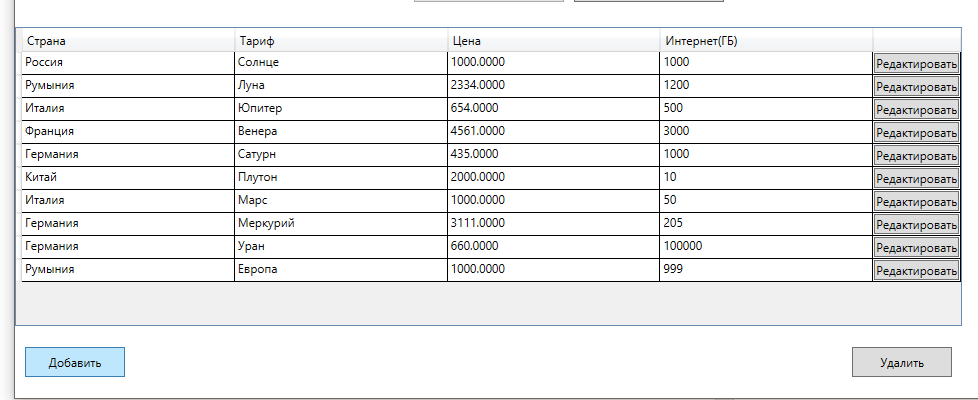 Страна Тариф Цена Интернет(ГБ)
Россия Солнце 1000.0000 1000 Редактировать
Румыния Луна 2334.0000 1200 Редактировать
Италия Юпитер 654.0000 500 Редактировать
Франция Венера 4561.0000 3000 Редактировать
Германия Сатурн 435.0000 1000 Редактировать
Китай Плутон 2000.0000 10 Редактировать
Италия Марс 1000.0000 50 Редактировать
Германия Меркурий 3111.0000 205 Редактировать
Германия Уран 660.0000 100000 Редактировать
Румыния Европа 1000.0000 999 Редактировать
Добавить Удалить